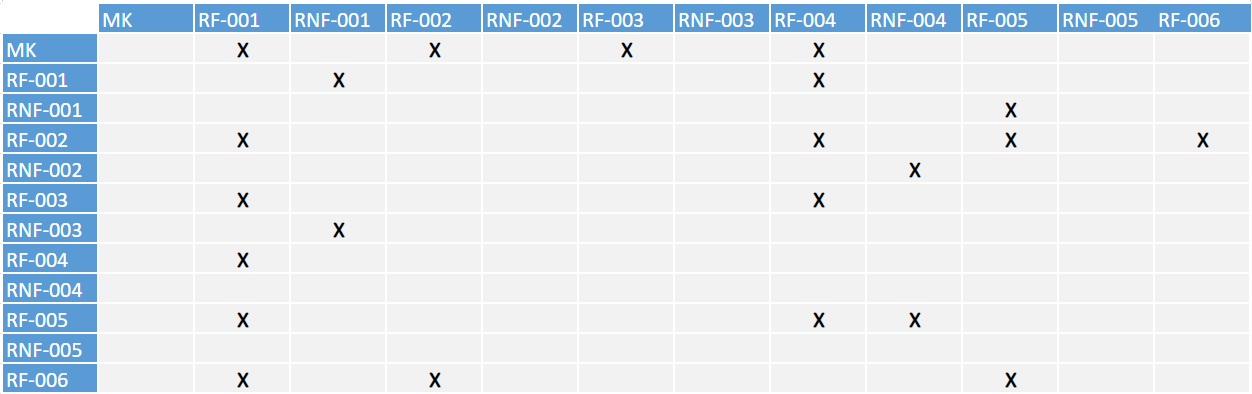 MK RF-001 RNF-001 RF-002 RNF-002 RF-003 RNF-003 RF-004 RNF-004 RF-005 RNF-005 RF-006
MK X X X X
RF-001 X X
RNF-001 X
RF-002 X X X X
RNF-002 X
RF-003 X X
RNF-003 X
RF-004 X
RNF-004
RF-005 X X X
RNF-005
RF-006 X X X